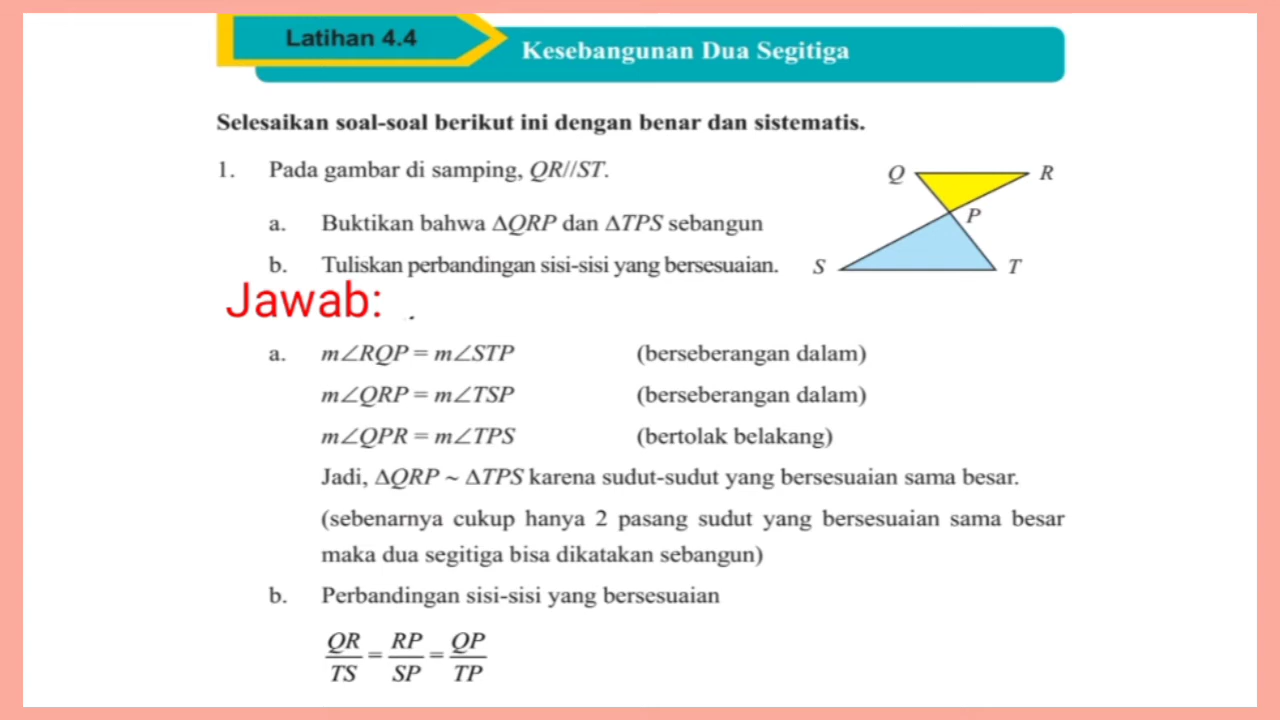 Latihan 4.4
Kesebangunan Dua Segitiga
Selesaikan soal-soal berikut ini dengan benar dan sistematis.
1. Pada gambar di samping, QR//ST.
a. Buktikan bahwa ΔQRP dan ΔTPS sebangun
b. Tuliskan perbandingan sisi-sisi yang bersesuaian.
Q R
P
S T
Jawab:
a. m∠RQP = m∠STP (berseberangan dalam)
m∠QRP = m∠TSP (berseberangan dalam)
m∠QPR = m∠TPS (bertolak belakang)
Jadi, ΔQRP ~ ΔTPS karena sudut-sudut yang bersesuaian sama besar.
(sebenarnya cukup hanya 2 pasang sudut yang bersesuaian sama besar
maka dua segitiga bisa dikatakan sebangun)
b. Perbandingan sisi-sisi yang bersesuaian
QR/TS = RP/SP = QP/TP